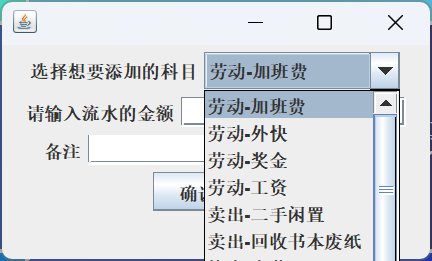 选择想要添加的科目 劳动-加班费
请输入流水的金额
备注
劳动-加班费
劳动-外快
劳动-奖金
劳动-工资
卖出-二手闲置
卖出-回收书本废纸